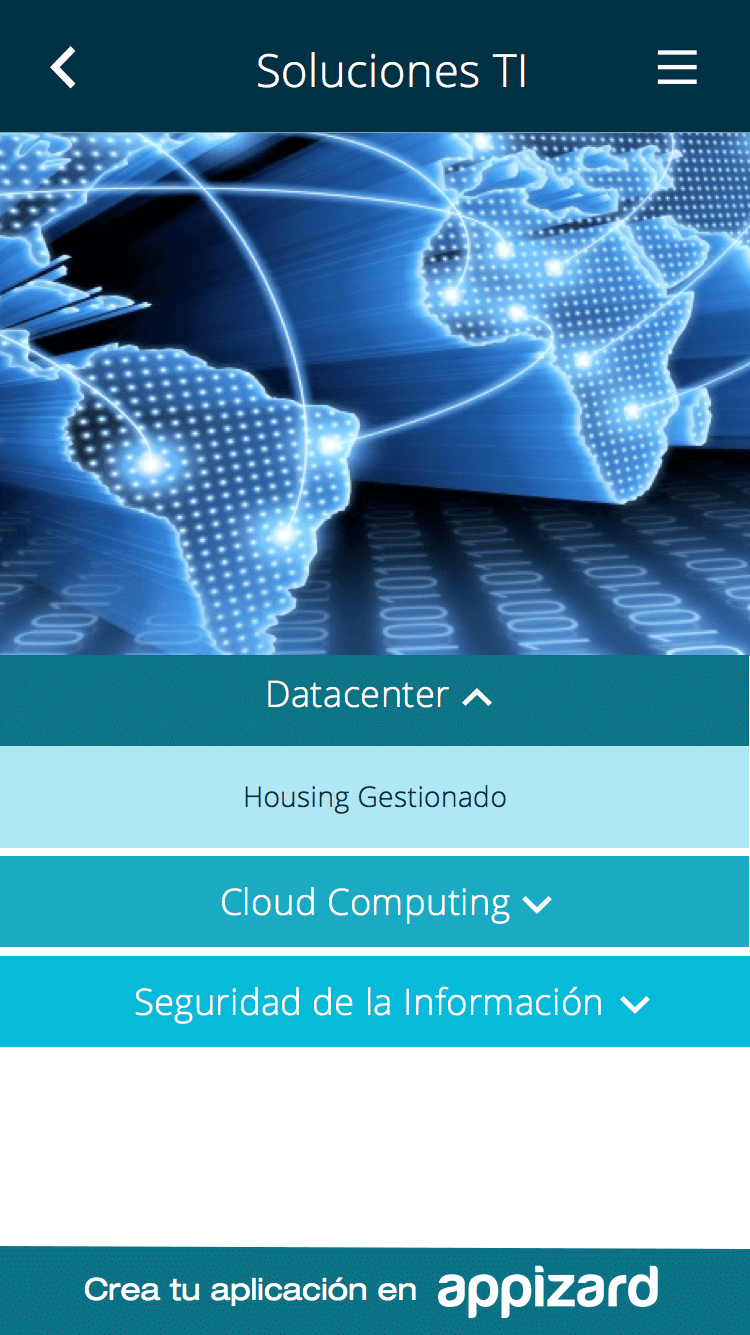 Soluciones TI
Datacenter
Housing Gestionado
Cloud Computing
Seguridad de la Información
Crea tu aplicación en appizard